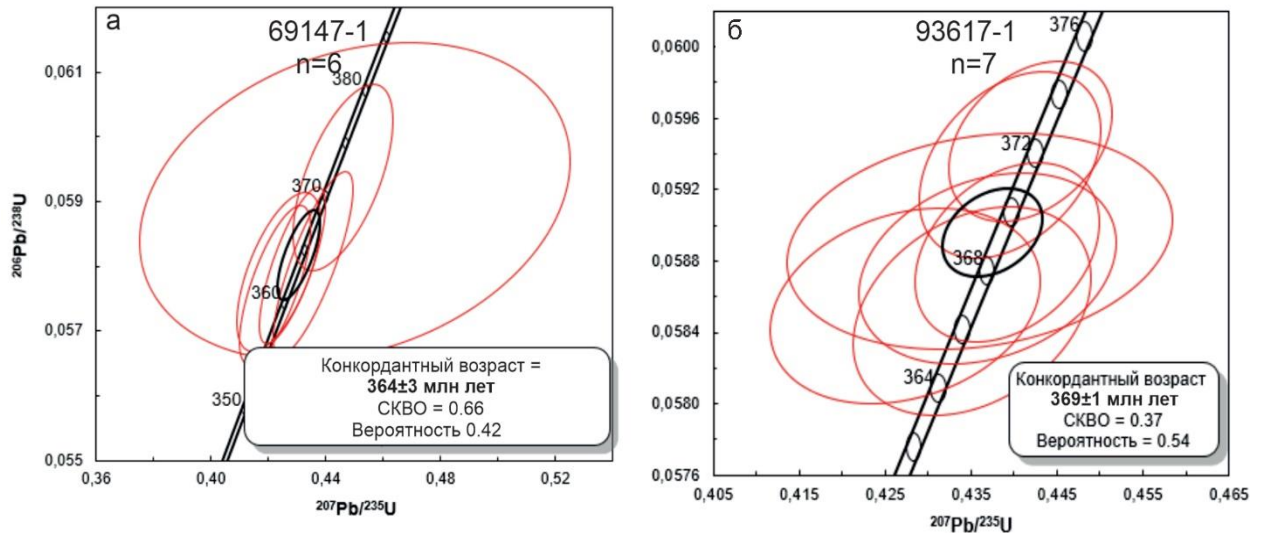 а
69147-1
n=6
0,061
380
0,059
370
206Pb/238U
360
0,057
350
Конкордантный возраст =
364±3 млн лет
СКВО = 0.66
Вероятность 0.42
0,055
0,36
0,40
0,44
0,48
0,52
207Pb/235U
б
93617-1
n=7
376
0,0600
0,0596
372
0,0592
368
0,0588
0,0584
364
0,0580
Конкордантный возраст
369±1 млн лет
СКВО = 0.37
Вероятность = 0.54
0,0576
0,405
0,415
0,425
0,435
0,445
0,455
0,465
207Pb/235U